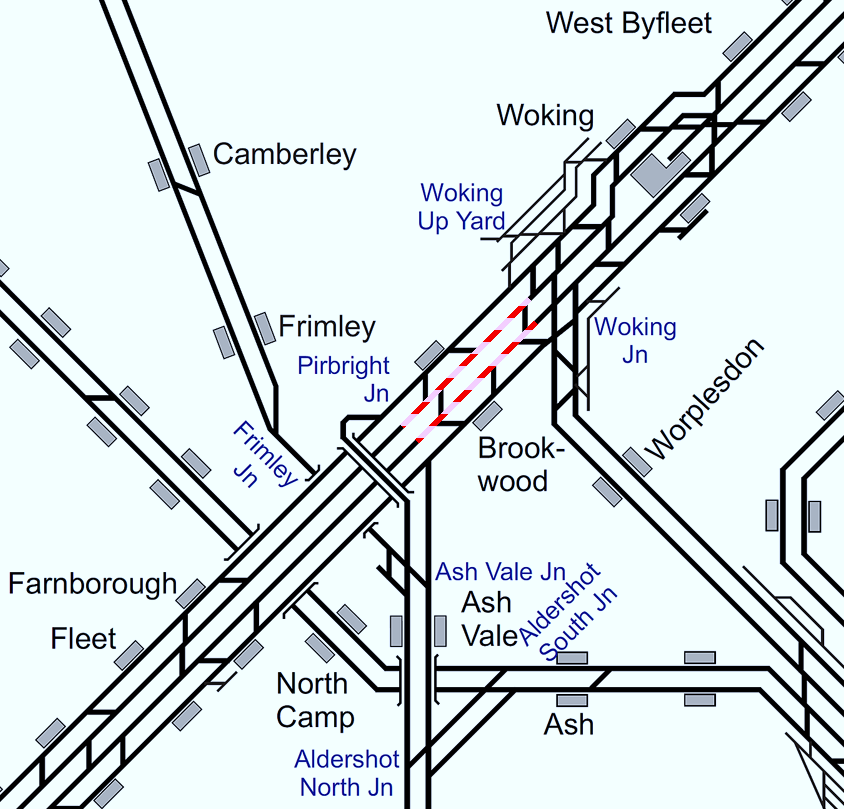 West Byfleet
Woking
Camberley
Woking
Up Yard
Frimley
Woking
Jn
Pirbright
Jn
Worplesdon
Frimley
Jn
Brook-
wood
Farnborough
Ash Vale Jn
Ash
Vale
Aldershot
South Jn
Fleet
North
Camp
Ash
Aldershot
North Jn